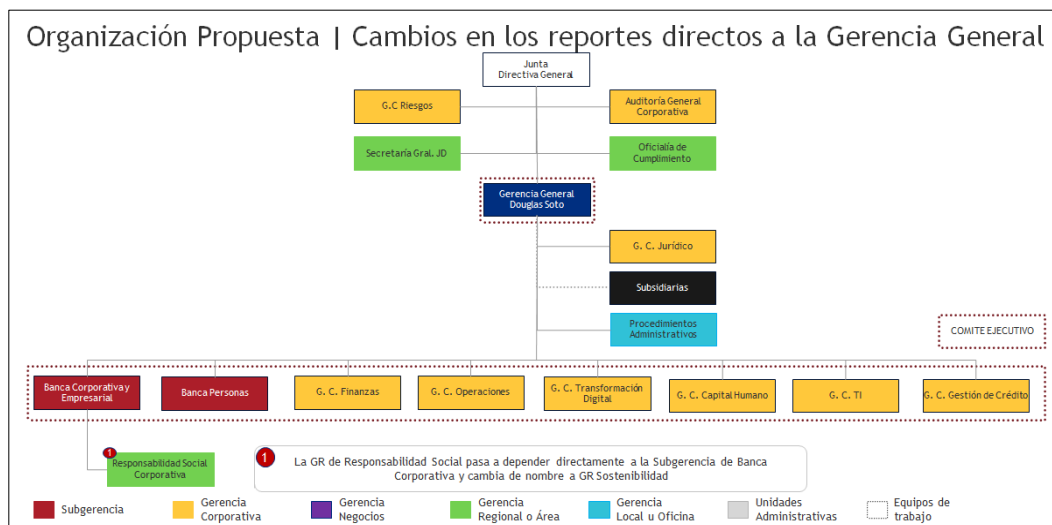 Organización Propuesta | Cambios en los reportes directos a la Gerencia General
Junta
Directiva General
G.C Riesgos
Auditoría General
Corporativa
Secretaría Gral. JD
Oficialía de
Cumplimiento
Gerencia General
Douglas Soto
G. C. Jurídico
Subsidiarias
Procedimientos
Administrativos
COMITE EJECUTIVO
Banca Corporativa y
Empresarial
Banca Personas
G. C. Finanzas
G. C. Operaciones
G. C. Transformación
Digital
G. C. Capital Humano
G. C. TI
G. C. Gestión de Crédito
1
Responsabilidad Social
Corporativa
1
La GR de Responsabilidad Social pasa a depender directamente a la Subgerencia de Banca
Corporativa y cambia de nombre a GR Sostenibilidad
Subgerencia
Gerencia
Corporativa
Gerencia
Negocios
Gerencia
Regional o Área
Gerencia
Local u Oficina
Unidades
Administrativas
Equipos de
trabajo